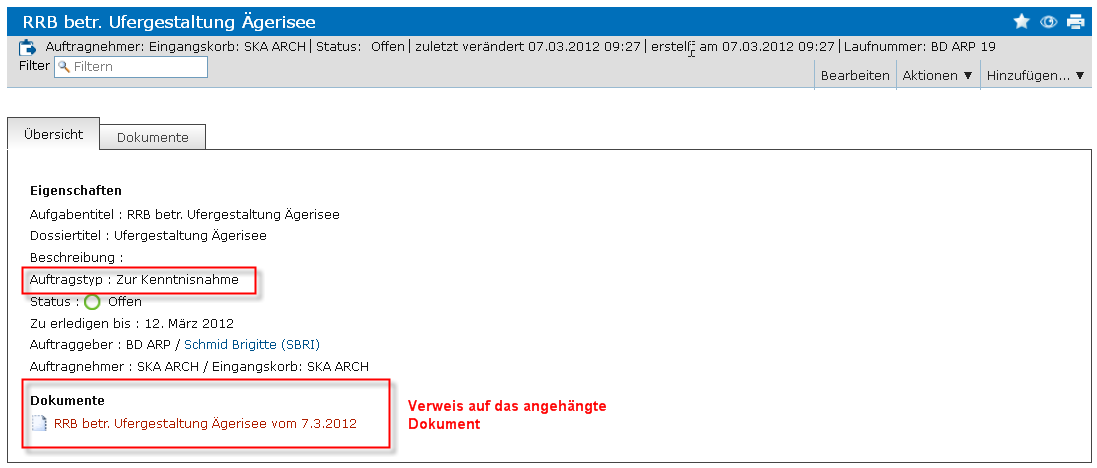 RRB betr. Ufergestaltung Ägerisee
Auftragnehmer: Eingangskorb: SKA ARCH | Status: Offen | zuletzt verändert 07.03.2012 09:27 | erstellt am 07.03.2012 09:27 | Laufnummer: BD ARP 19
Filter Filtern
Bearbeiten Aktionen ▼ Hinzufügen... ▼
Übersicht Dokumente
Eigenschaften
Aufgabentitel : RRB betr. Ufergestaltung Ägerisee
Dossiertitel : Ufergestaltung Ägerisee
Beschreibung :
Auftragstyp : Zur Kenntnisnahme
Status : Offen
Zu erledigen bis : 12. März 2012
Auftraggeber : BD ARP / Schmid Brigitte (SBRI)
Auftragnehmer : SKA ARCH / Eingangskorb: SKA ARCH
Dokumente
RRB betr. Ufergestaltung Ägerisee vom 7.3.2012
Verweis auf das angehängte
Dokument